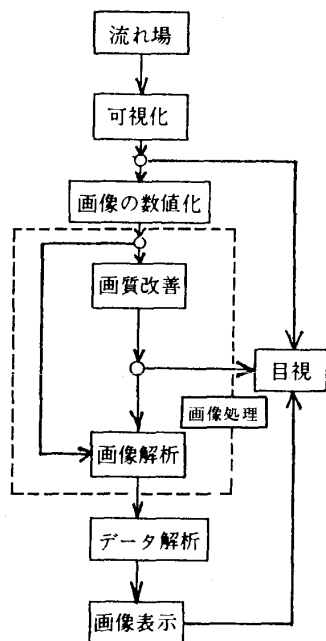 流れ場
可視化
画像の数値化
画質改善
目視
画像処理
画像解析
データ解析
画像表示